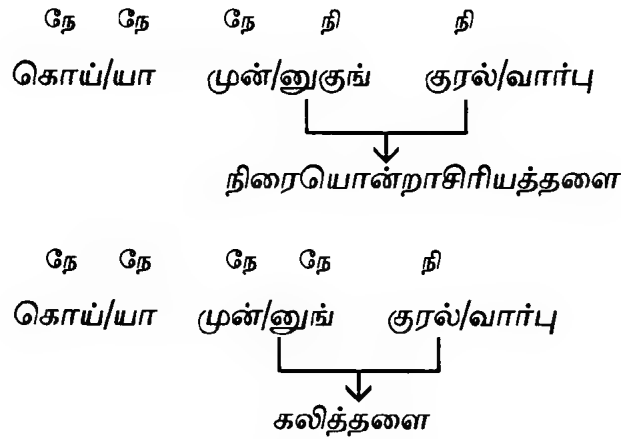 நே நே நே நி நி
கொய்/யா முன்/னுகுங் குரல்/வார்பு
நிரையொன்றாசிரியத்தளை
நே நே நே நே நி
கொய்/யா முன்/னுங் குரல்/வார்பு
கலித்தளை